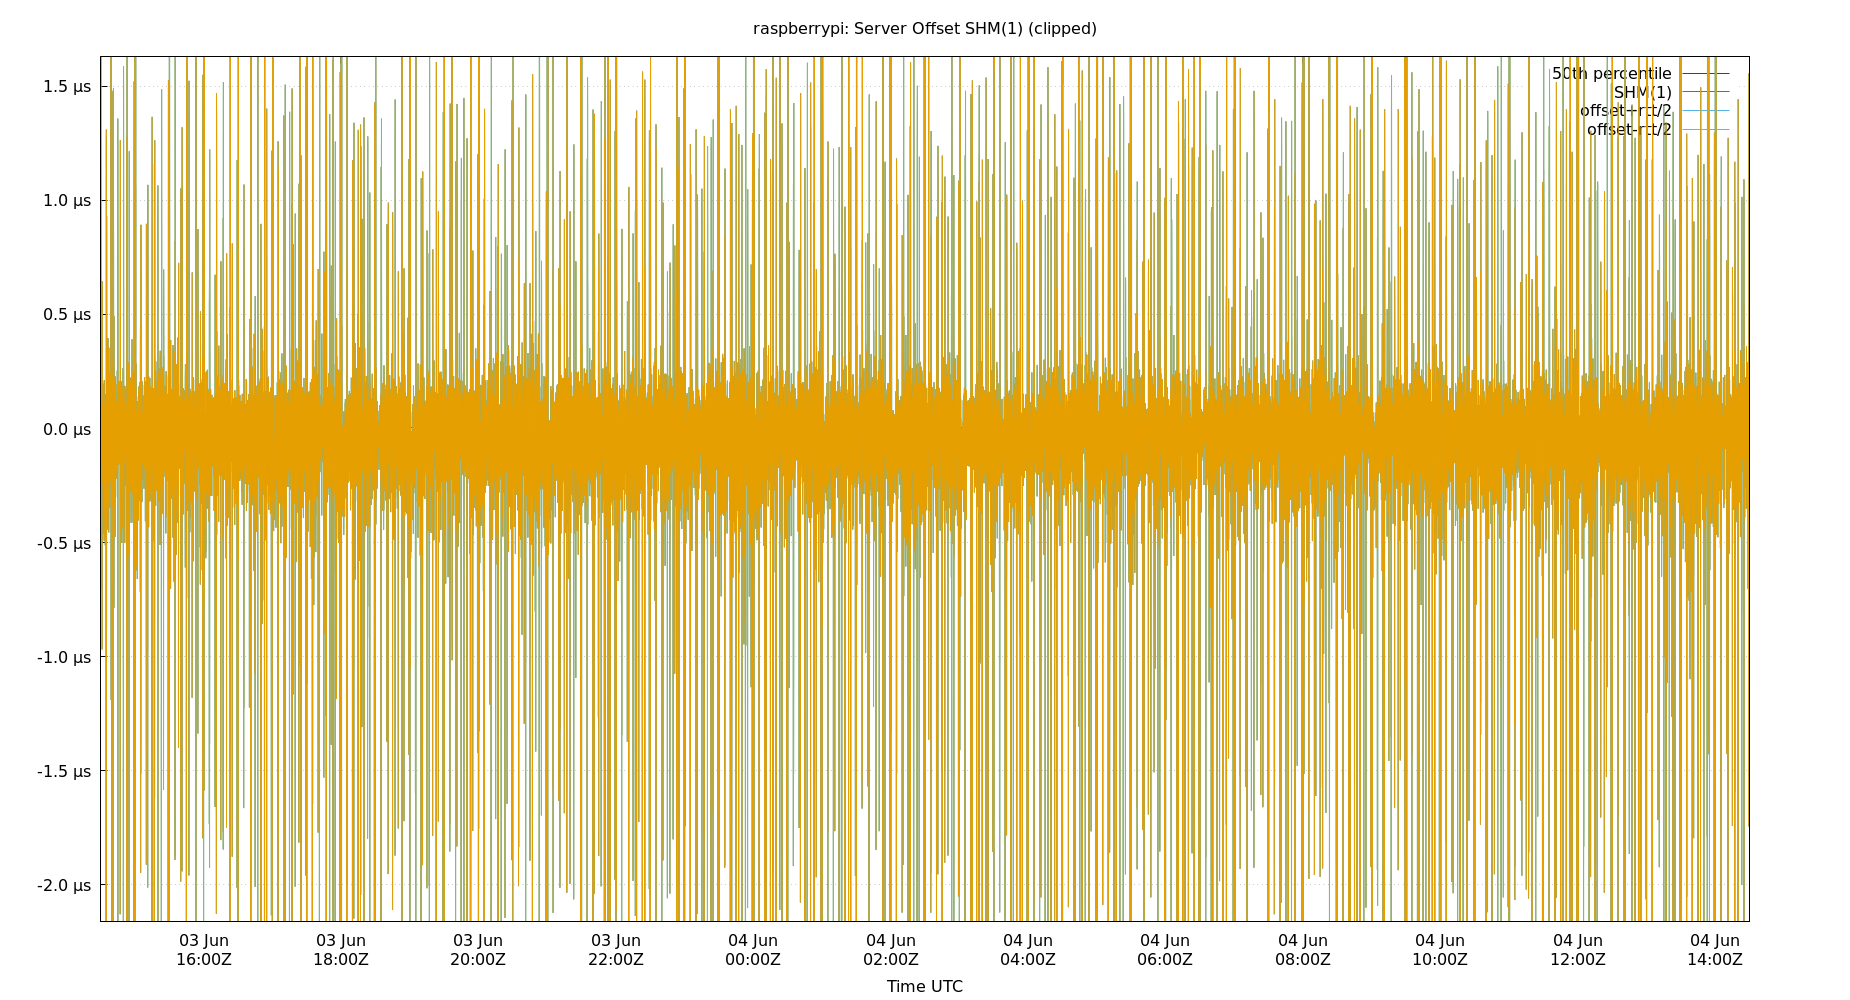 raspberrypi: Server Offset SHM(1) (clipped)
50th percentile
SHM(1)
offset+rtt/2
offset-rtt/2
1.5 µs
1.0 µs
0.5 µs
0.0 µs
-0.5 µs
-1.0 µs
-1.5 µs
-2.0 µs
03 Jun 03 Jun 03 Jun 03 Jun 04 Jun 04 Jun 04 Jun 04 Jun 04 Jun 04 Jun 04 Jun 04 Jun
16:00Z 18:00Z 20:00Z 22:00Z 00:00Z 02:00Z 04:00Z 06:00Z 08:00Z 10:00Z 12:00Z 14:00Z
Time UTC